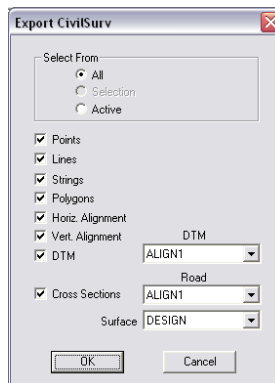 Export CivilSurv
Select From
All
Selection
Active
Points
Lines
Strings
Polygons
Horiz. Alignment
Vert. Alignment
DTM
DTM
ALIGN1
Road
Cross Sections
ALIGN1
Surface
DESIGN
OK
Cancel